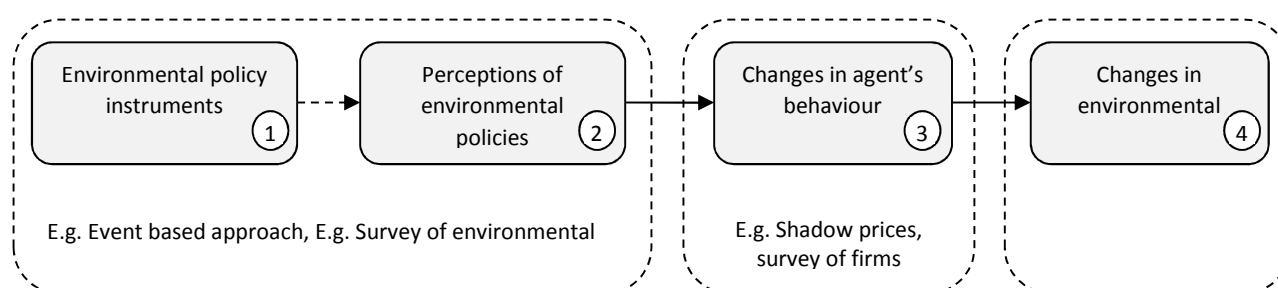 Environmental policy
instruments
1
Perceptions of
environmental
policies
2
Changes in agent's
behaviour
3
Changes in
environmental
4
E.g. Event based approach, E.g. Survey of environmental
E.g. Shadow prices,
survey of firms